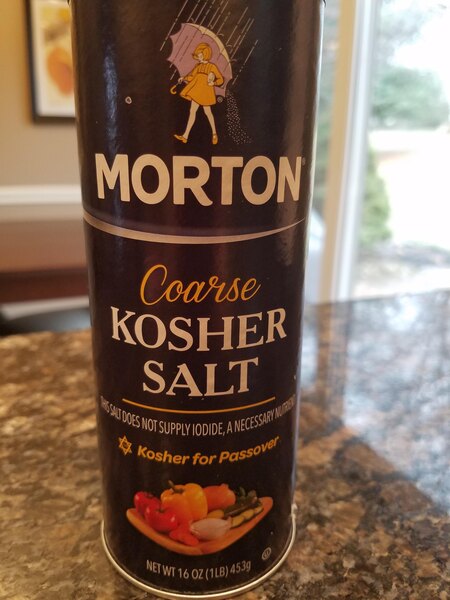 MORTON
Coarse
KOSHER
SALT
THIS SALT DOES NOT SUPPLY IODIDE, A NECESSARY NUTRIENT
Kosher for Passover
NET WT 16 OZ (1LB) 453g